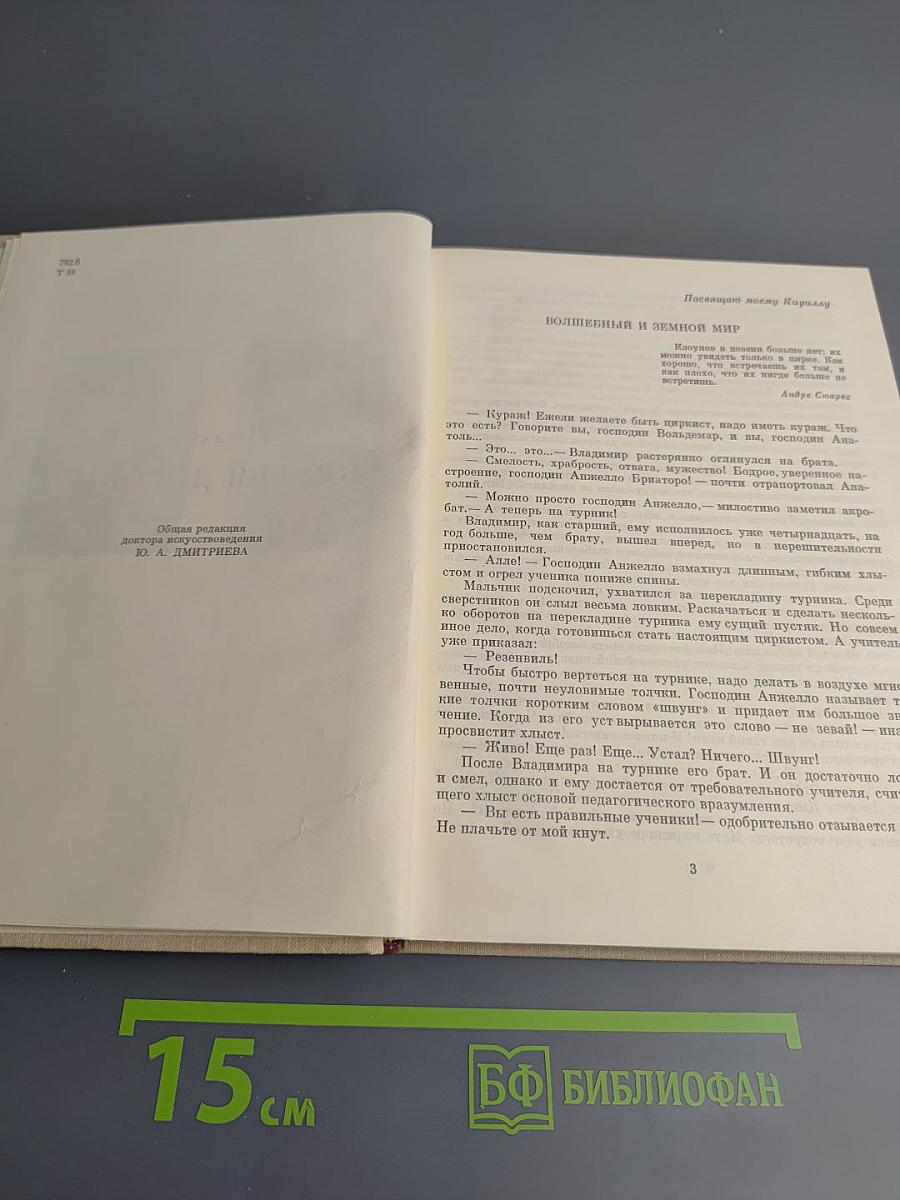 792.6
Т 16
Общая редакция
доктора искусствоведения
Ю. А. ДМИТРИЕВА
Посвящаю моему Кириллу
ВОЛШЕБНЫЙ И ЗЕМНОЙ МИР
Клоунов в поэзии больше нет; их
можно увидеть только в цирке. Как
хорошо, что встречаешь их там, и
как плохо, что их нигде больше не
встретишь.
Андре Сюарес
— Кураж! Ежели желаете быть циркист, надо иметь кураж. Что
это есть? Говорите вы, господин Вольдемар, и вы, господин Ана-
толь...
— Это... это...— Владимир растерянно оглянулся на брата.
— Смелость, храбрость, отвага, мужество! Бодрое, уверенное на-
строение, господин Анжелло Бриаторо! — почти отрапортовал Ана-
толий.
— Можно просто господин Анжелло,— милостиво заметил акро-
бат.— А теперь на турник!
Владимир, как старший, ему исполнилось уже четырнадцать, на
год больше, чем брату, вышел вперед, но в нерешительности
приостановился.
— Алле! — Господин Анжелло взмахнул длинным, гибким хлы-
стом и огрел ученика пониже спины.
Мальчик подскочил, ухватился за перекладину турника. Среди
сверстников он слыл весьма ловким. Раскачаться и сделать несколь-
ко оборотов на перекладине турника ему сущий пустяк. Но совсем
иное дело, когда готовишься стать настоящим циркистом. А учитель
уже приказал:
— Резенвиль!
Чтобы быстро вертеться на турнике, надо делать в воздухе мгно
венные, почти неуловимые толчки. Господин Анжелло называет т
кие толчки коротким словом «швунг» и придает им большое зн
чение. Когда из его уст вырывается это слово — не зевай! — ина
просвистит хлыст.
— Живо! Еще раз! Еще... Устал? Ничего... Швунг!
После Владимира на турнике его брат. И он достаточно ло
и смел, однако и ему достается от требовательного учителя, счит
щего хлыст основой педагогического вразумления.
— Вы есть правильные ученики! — одобрительно отзывается
Не плачьте от мой кнут.
3
15 см
БФ БИБЛИОФАН